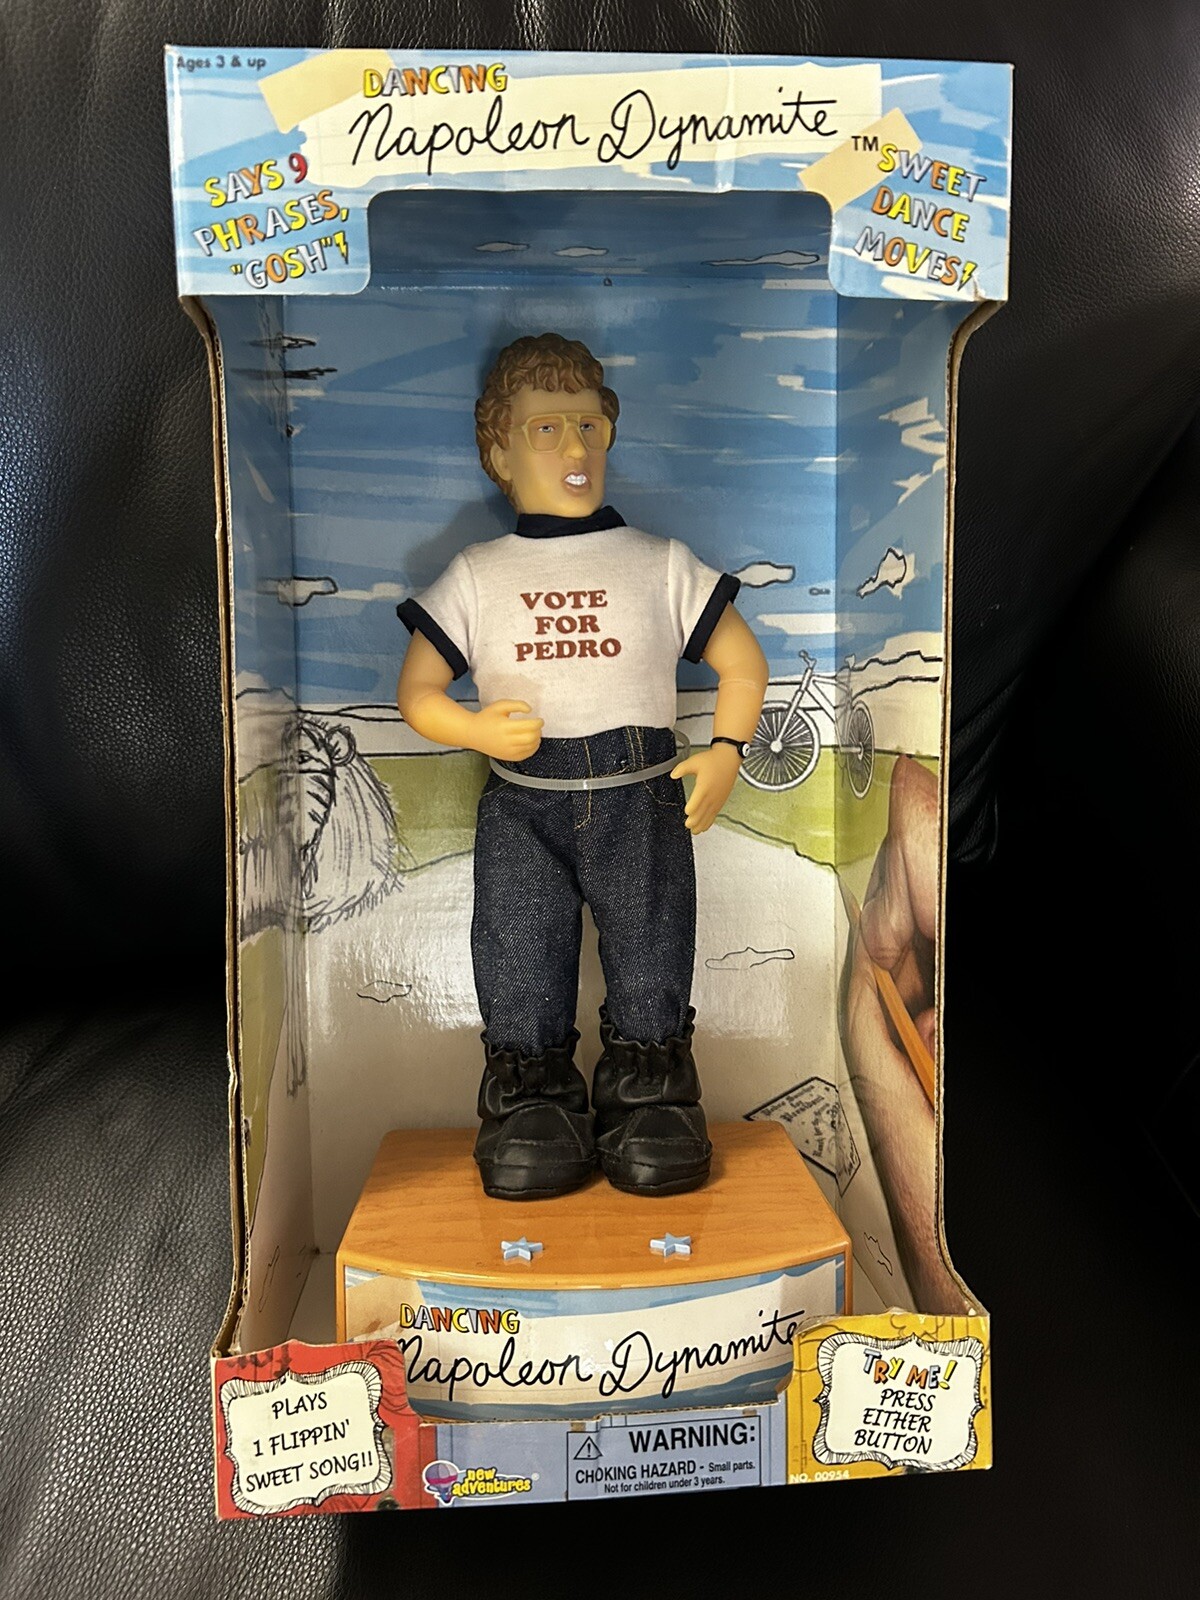 Ages 3 & up
DANCING
Napoleon Dynamite™
SAYS 9
PHRASES,
"GOSH"!
SWEET
DANCE
MOVES!
VOTE
FOR
PEDRO
DANCING
Napoleon Dynamite
PLAYS
1 FLIPPIN'
SWEET SONG!!
new
adventures®
WARNING:
CHOKING HAZARD - Small parts.
Not for children under 3 years.
TRY ME!
PRESS
EITHER
BUTTON
NO. 00954